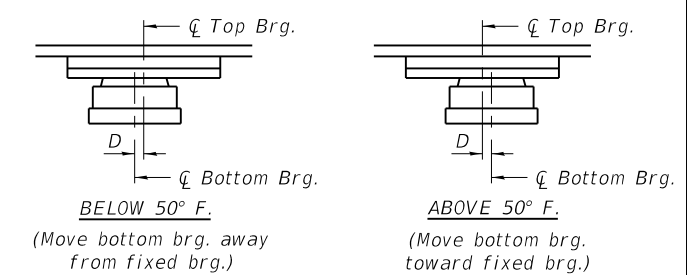 ℄ Top Brg.
D
℄ Bottom Brg.
BELOW 50° F.
(Move bottom brg. away
from fixed brg.)
℄ Top Brg.
D
℄ Bottom Brg.
ABOVE 50° F.
(Move bottom brg.
toward fixed brg.)